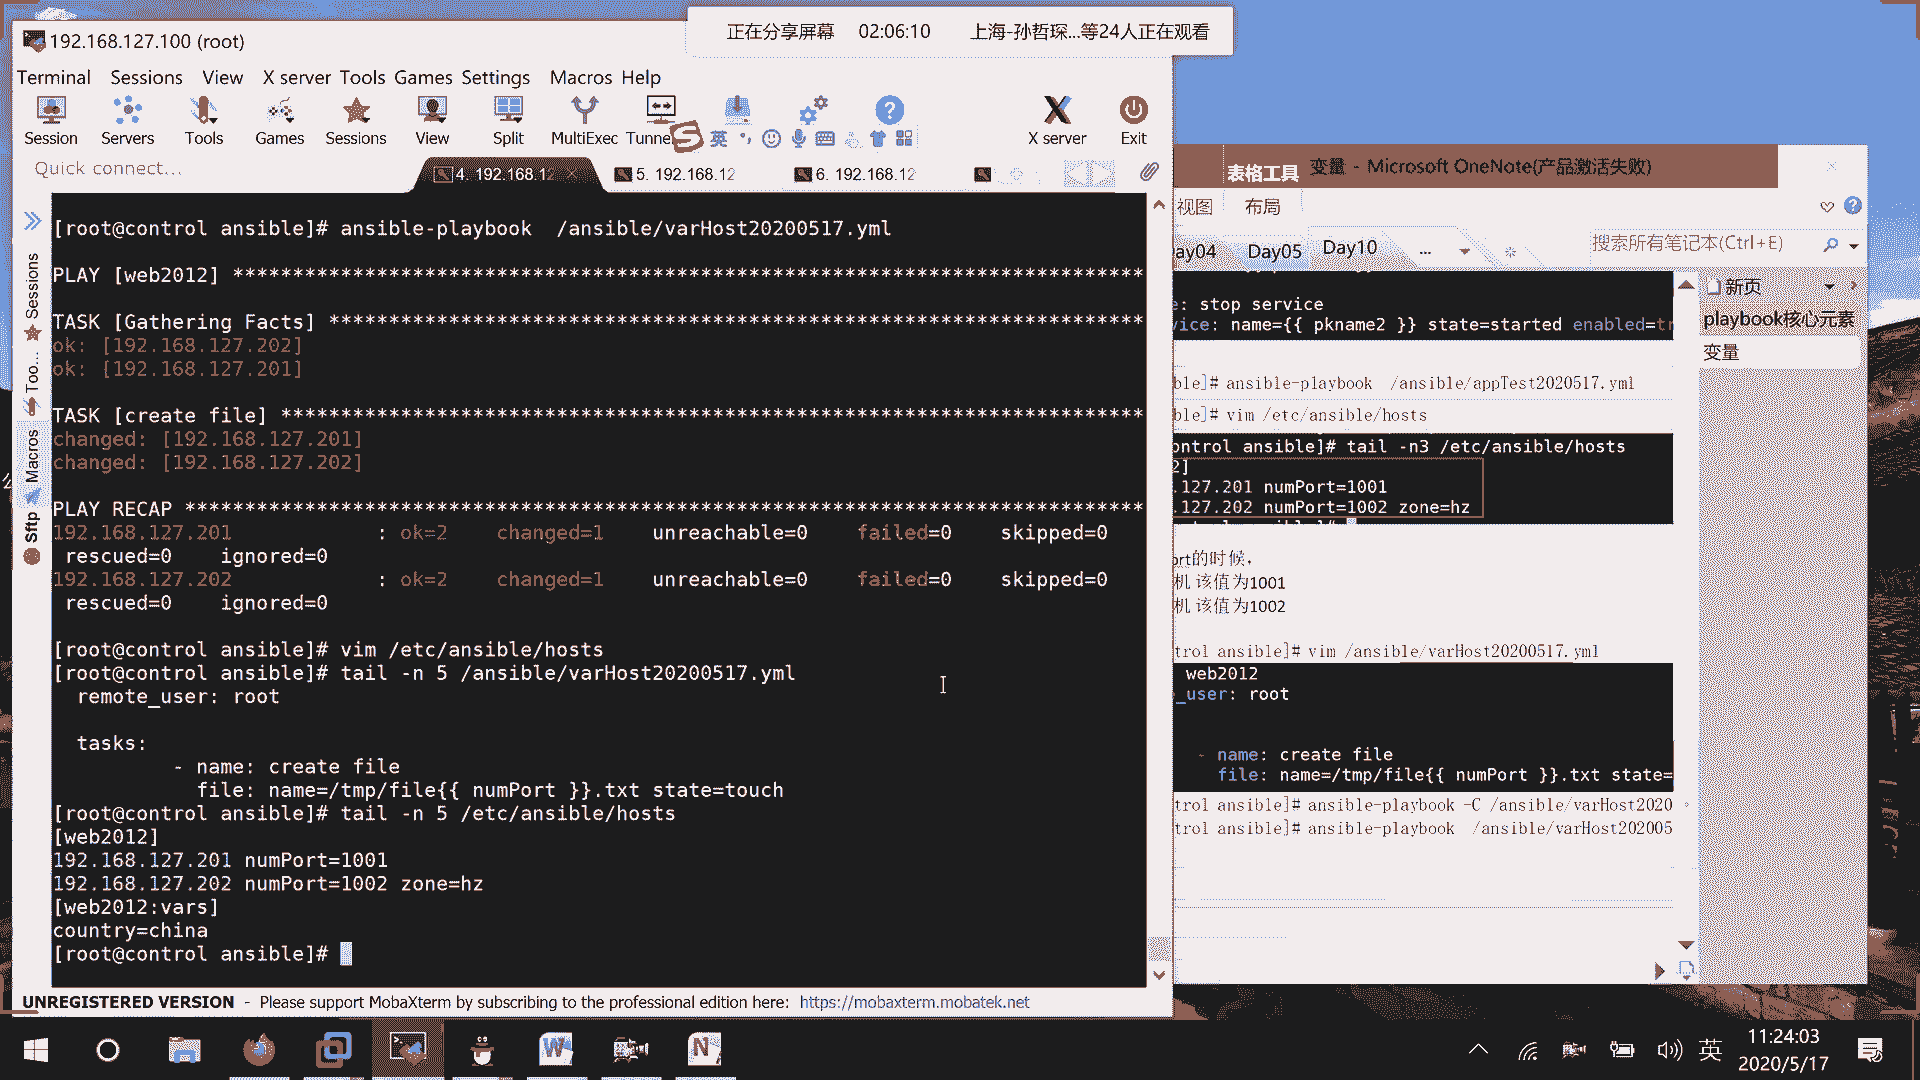 正在分享屏幕 02:06:10 上海-孙哲琛...等24人正在观看
192.168.127.100 (root)
Terminal Sessions View X server Tools Games Settings Macros Help
Session Servers Tools Games Sessions View Split MultiExec Tunne 英 X server Exit
Quick connect...
4. 192.168.12 5. 192.168.12 6. 192.168.12
Sessions
Too...
Macros
Sftp
[root@control ansible]# ansible-playbook  /ansible/varHost20200517.yml
PLAY [web2012] ****************************************************************************
TASK [Gathering Facts] ********************************************************************
ok: [192.168.127.202]
ok: [192.168.127.201]
TASK [create file] ************************************************************************
changed: [192.168.127.201]
changed: [192.168.127.202]
PLAY RECAP ********************************************************************************
192.168.127.201            : ok=2    changed=1    unreachable=0    failed=0    skipped=0
rescued=0    ignored=0
192.168.127.202            : ok=2    changed=1    unreachable=0    failed=0    skipped=0
rescued=0    ignored=0
[root@control ansible]# vim /etc/ansible/hosts
[root@control ansible]# tail -n 5 /ansible/varHost20200517.yml
remote_user: root
tasks:
- name: create file
file: name=/tmp/file{{ numPort }}.txt state=touch
[root@control ansible]# tail -n 5 /etc/ansible/hosts
[web2012]
192.168.127.201 numPort=1001
192.168.127.202 numPort=1002 zone=hz
[web2012:vars]
country=china
[root@control ansible]#
UNREGISTERED VERSION - Please support MobaXterm by subscribing to the professional edition here: https://mobaxterm.mobatek.net
表格工具 变量 - Microsoft OneNote(产品激活失败)
视图 布局
ay04 Day05 Day10 ... 搜索所有笔记本(Ctrl+E)
新页
playbook核心元素
变量
e: stop service
vice: name={{ pkname2 }} state=started enabled=tr
ble]# ansible-playbook  /ansible/appTest2020517.yml
ble]# vim /etc/ansible/hosts
ontrol ansible]# tail -n3 /etc/ansible/hosts
2]
.127.201 numPort=1001
.127.202 numPort=1002 zone=hz
ort的时候，
机 该值为1001
机 该值为1002
trol ansible]# vim /ansible/varHost20200517.yml
web2012
_user: root
- name: create file
file: name=/tmp/file{{ numPort }}.txt state=
trol ansible]# ansible-playbook -C /ansible/varHost2020
trol ansible]# ansible-playbook  /ansible/varHost202005
英 11:24:03
2020/5/17